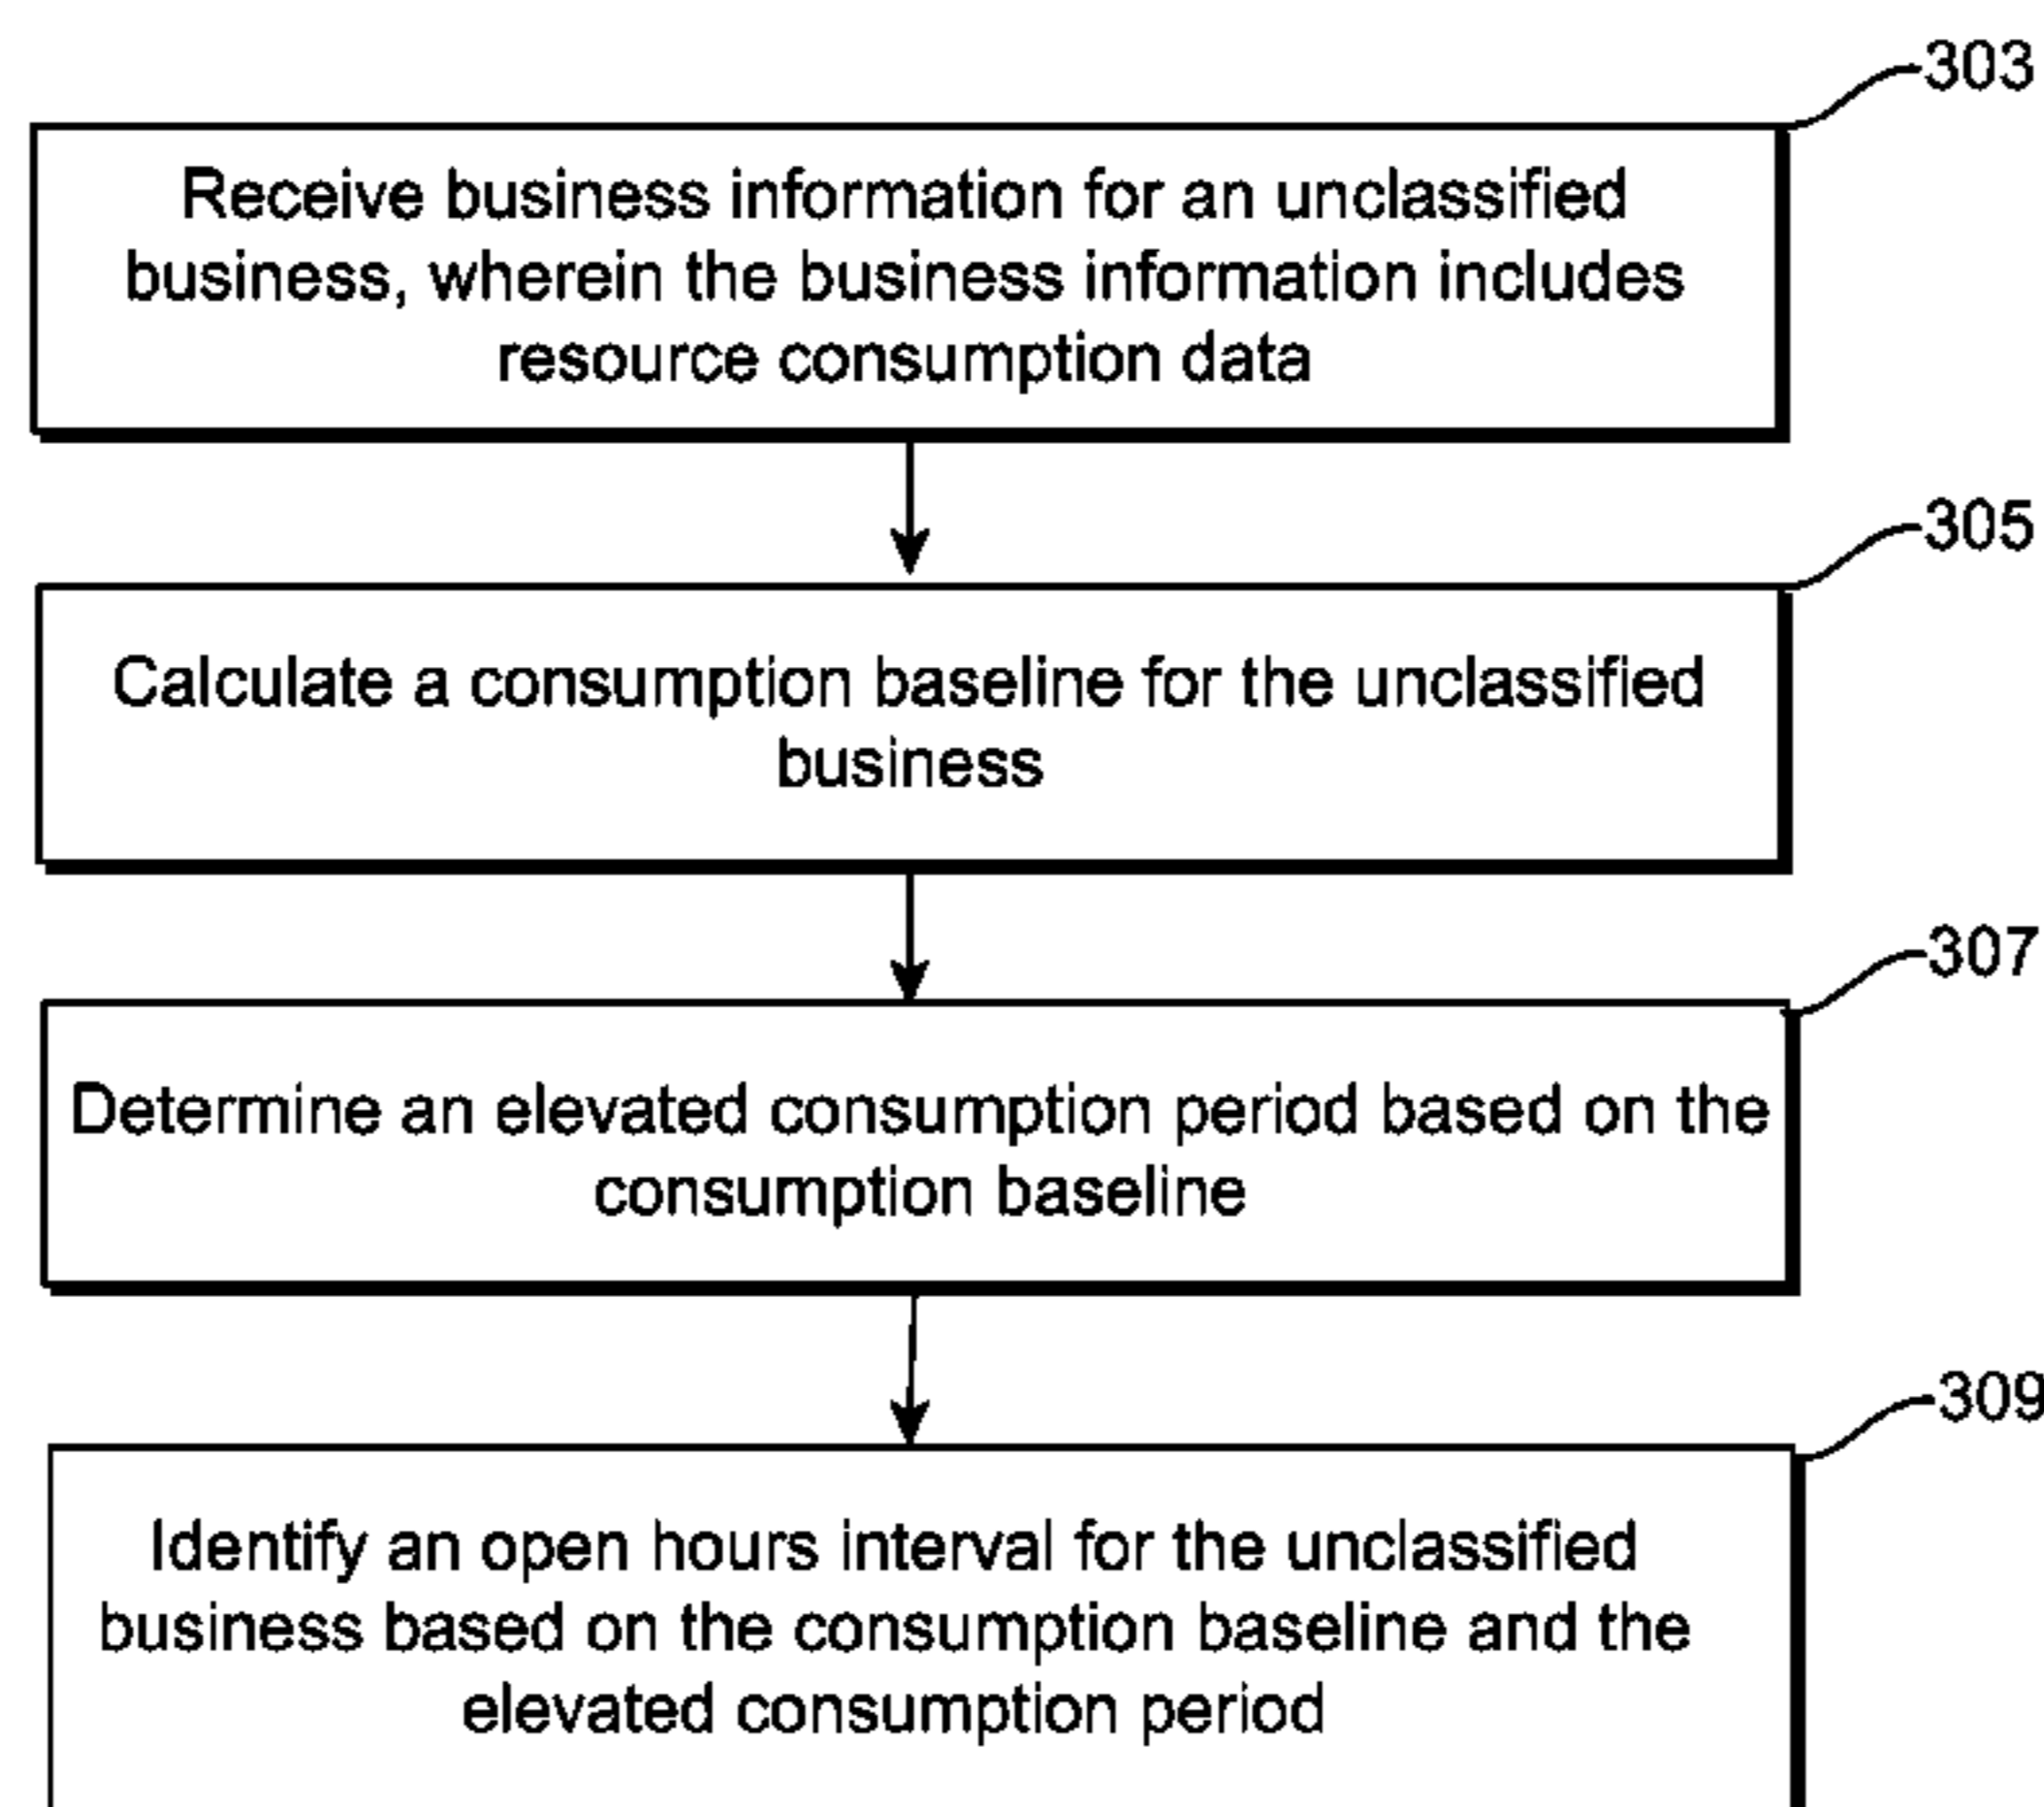 303
Receive business information for an unclassified
business, wherein the business information includes
resource consumption data
305
Calculate a consumption baseline for the unclassified
business
307
Determine an elevated consumption period based on the
consumption baseline
309
Identify an open hours interval for the unclassified
business based on the consumption baseline and the
elevated consumption period